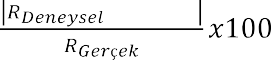 |R_Deneysel |
R_Gerçek
x100